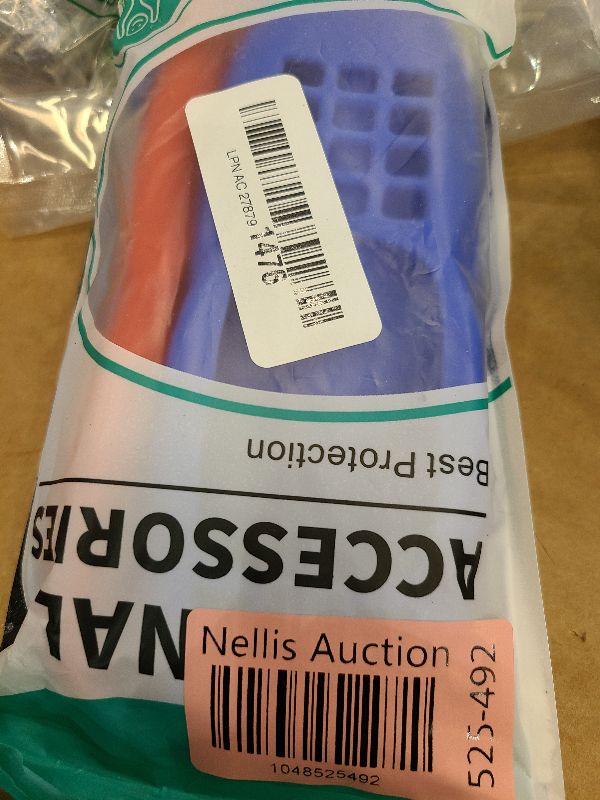 LPN AC 27879 1476
NAL
ACCESSORIES
Best Protection
Nellis Auction
1048525492
525-492